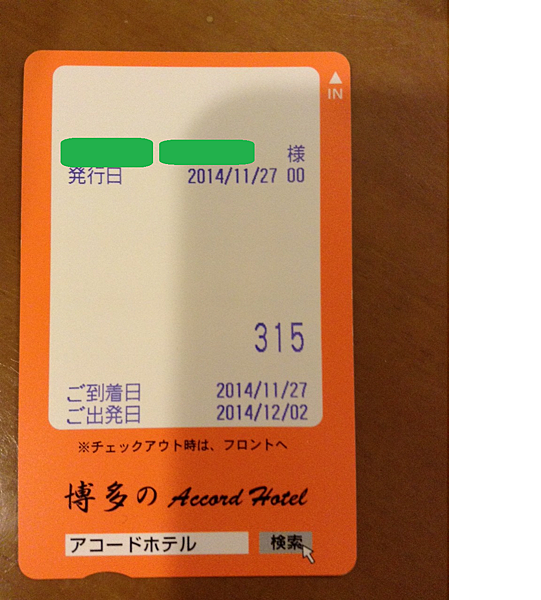 ▲
IN
様
発行日 2014/11/27 00
315
ご到着日 2014/11/27
ご出発日 2014/12/02
※チェックアウト時は、フロントへ
博多の Accord Hotel
アコードホテル 検索